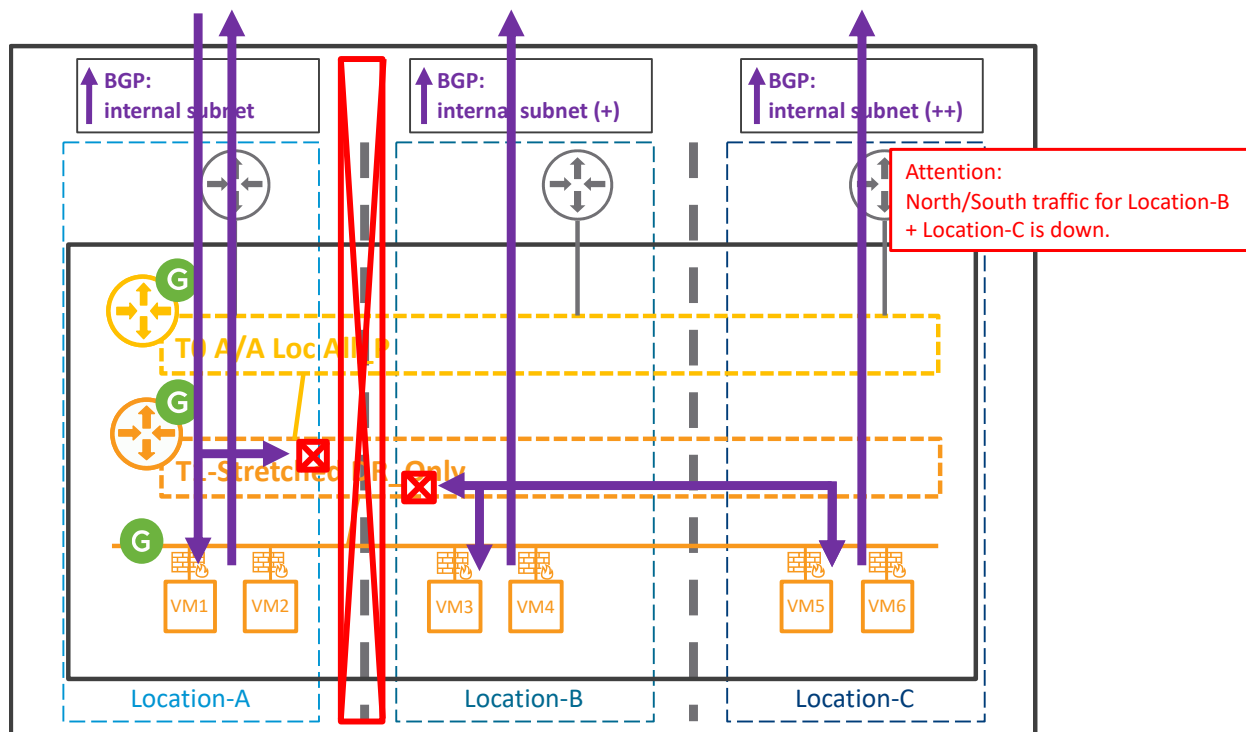 BGP:
internal subnet
BGP:
internal subnet (+)
BGP:
internal subnet (++)
Attention:
North/South traffic for Location-B
+ Location-C is down.
G
T0 A/A Loc All_P
G
T1-Stretched DR_Only
G
VM1
VM2
VM3
VM4
VM5
VM6
Location-A
Location-B
Location-C